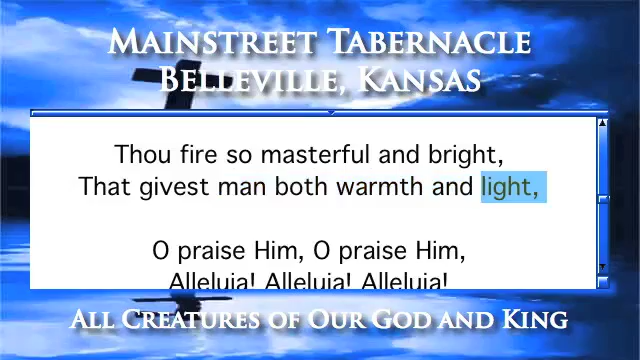 Mainstreet Tabernacle
Belleville, Kansas
Thou fire so masterful and bright,
That givest man both warmth and light,
O praise Him, O praise Him,
Alleluia! Alleluia! Alleluia!
All Creatures of Our God and King